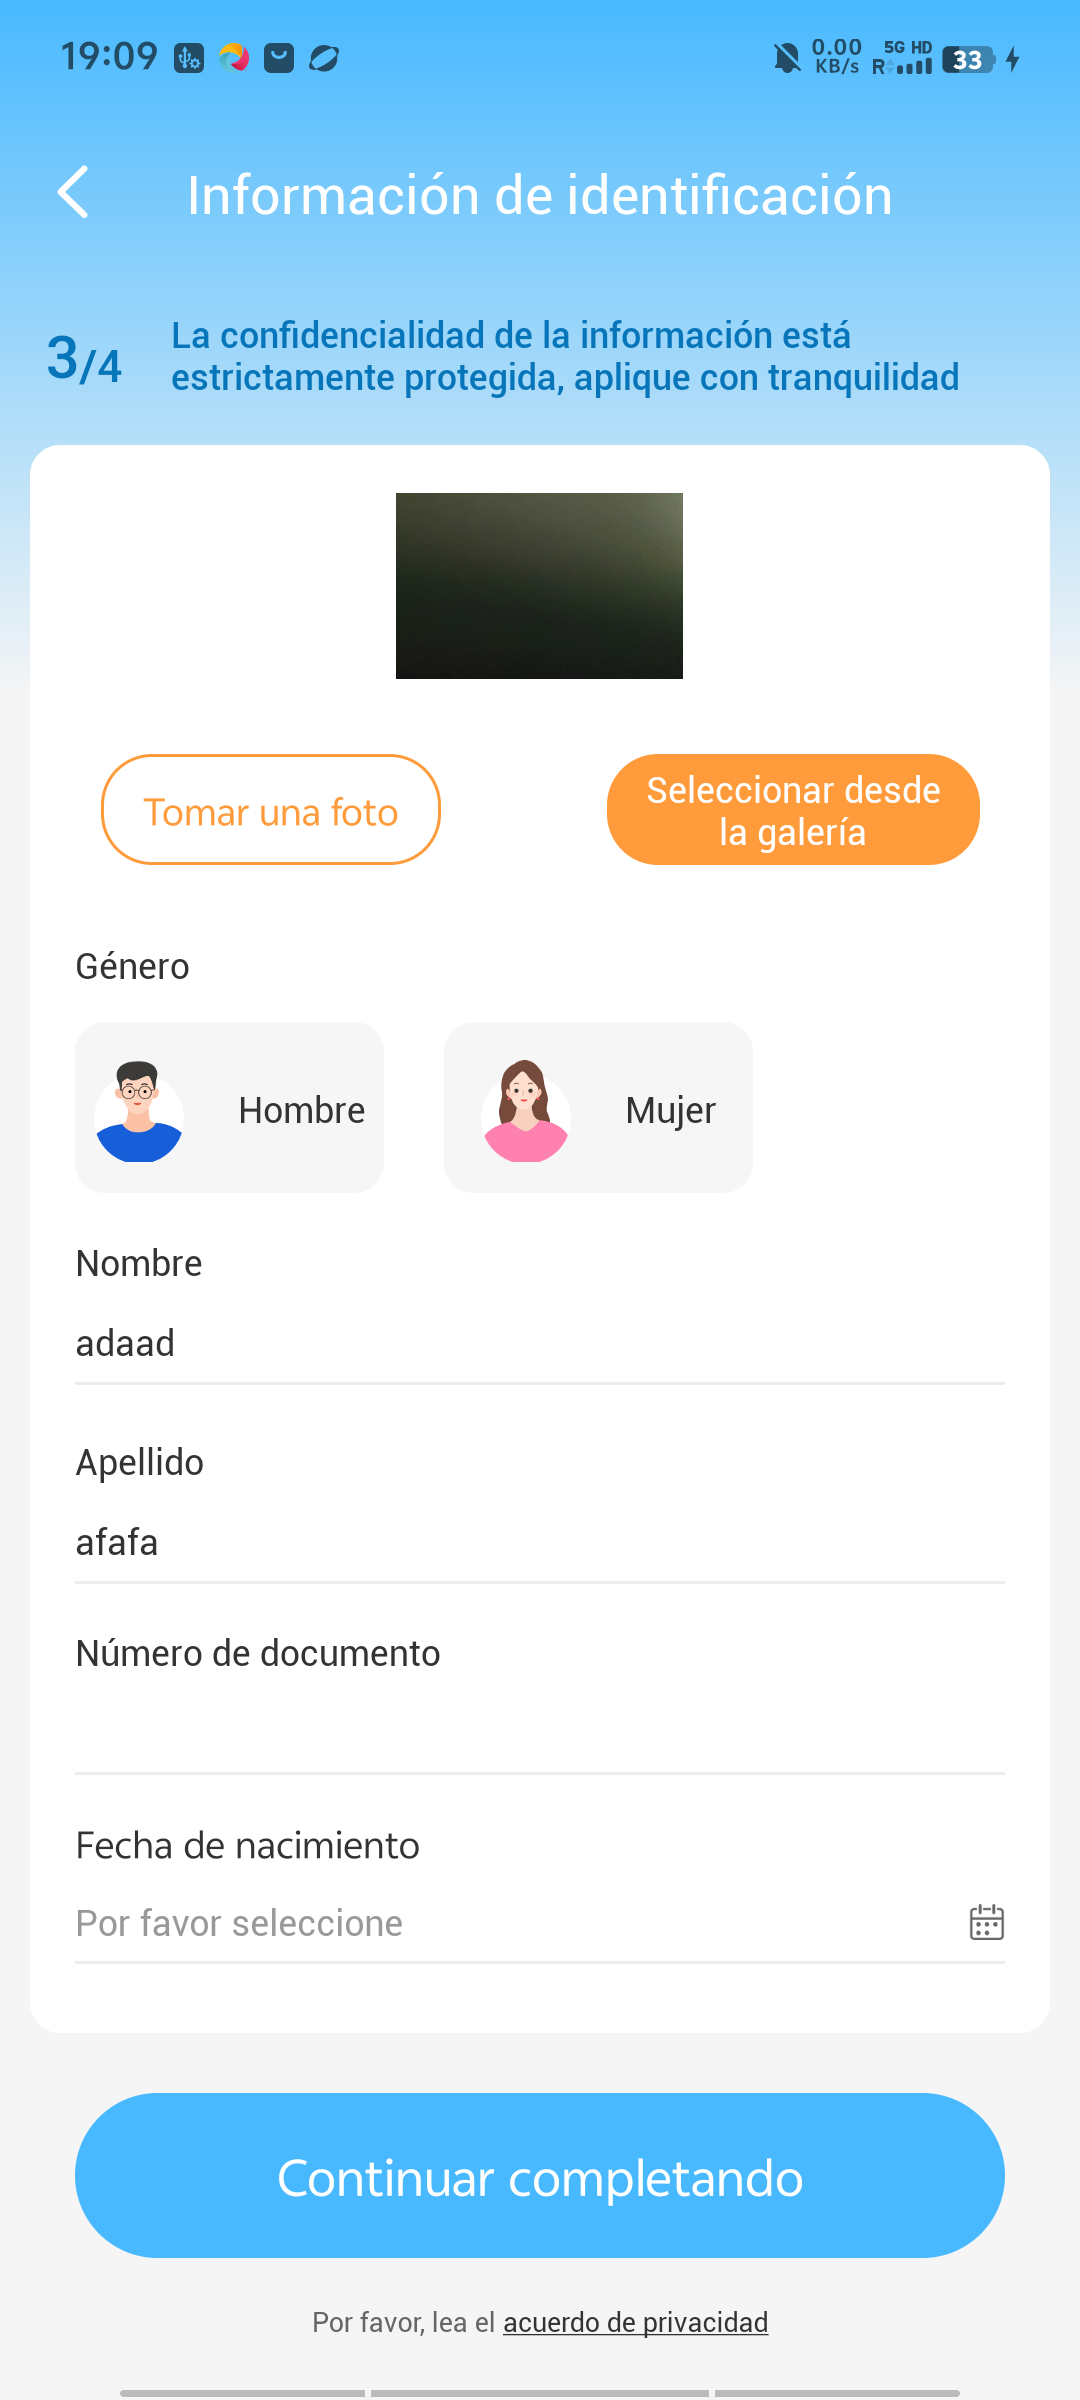 19:09
0.00 KB/s 5G HD R 33
Información de identificación
3/4
La confidencialidad de la información está
estrictamente protegida, aplique con tranquilidad
Tomar una foto
Seleccionar desde
la galería
Género
Hombre
Mujer
Nombre
adaad
Apellido
afafa
Número de documento
Fecha de nacimiento
Por favor seleccione
Continuar completando
Por favor, lea el acuerdo de privacidad